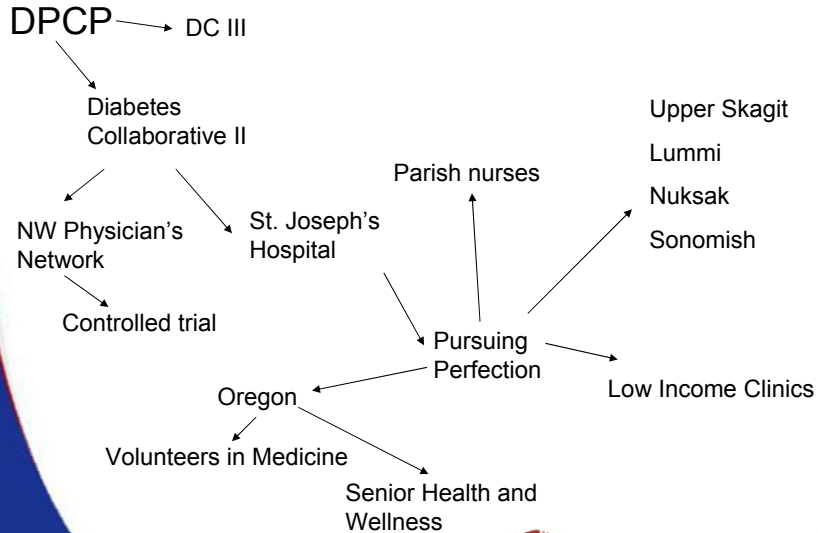 DPCP
DC III
Diabetes
Collaborative II
Upper Skagit
Lummi
Nuksak
Sonomish
Parish nurses
NW Physician's
Network
St. Joseph's
Hospital
Controlled trial
Pursuing
Perfection
Low Income Clinics
Oregon
Volunteers in Medicine
Senior Health and
Wellness